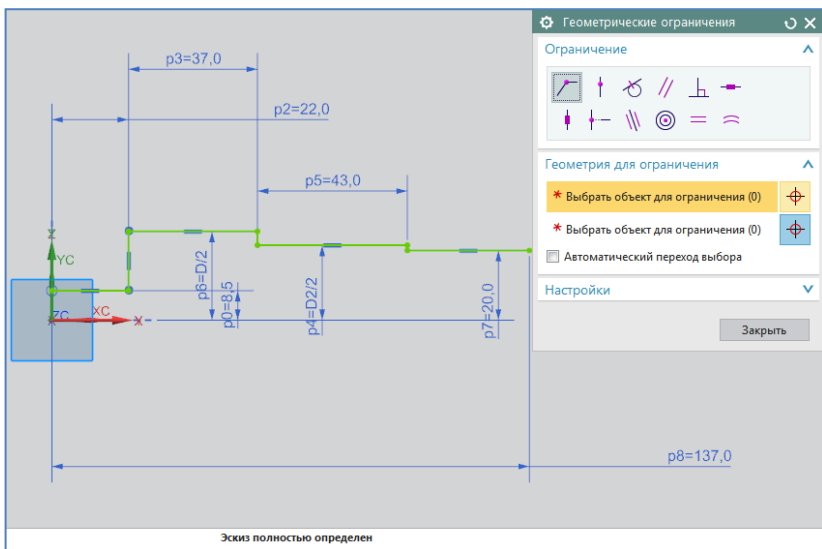 Геометрические ограничения
Ограничение
Геометрия для ограничения
* Выбрать объект для ограничения (0)
* Выбрать объект для ограничения (0)
Автоматический переход выбора
Настройки
Закрыть
p3=37,0
p2=22,0
p5=43,0
Z
YC
ZC
XC
X
p6=D/2
p0=8,5
p4=D2/2
p7=20,0
p8=137,0
Эскиз полностью определен